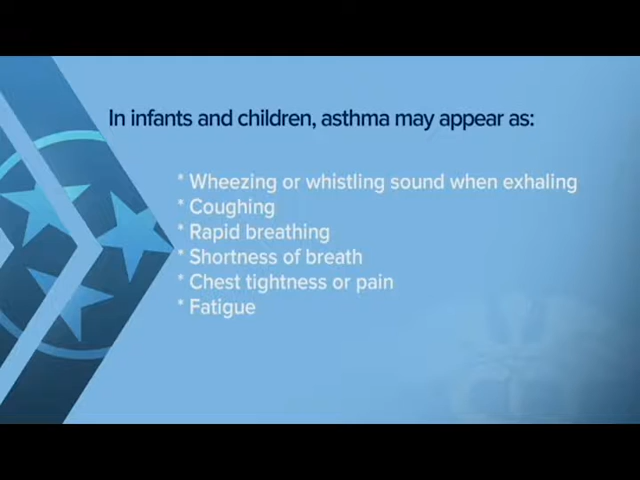 In infants and children, asthma may appear as:
* Wheezing or whistling sound when exhaling
* Coughing
* Rapid breathing
* Shortness of breath
* Chest tightness or pain
* Fatigue